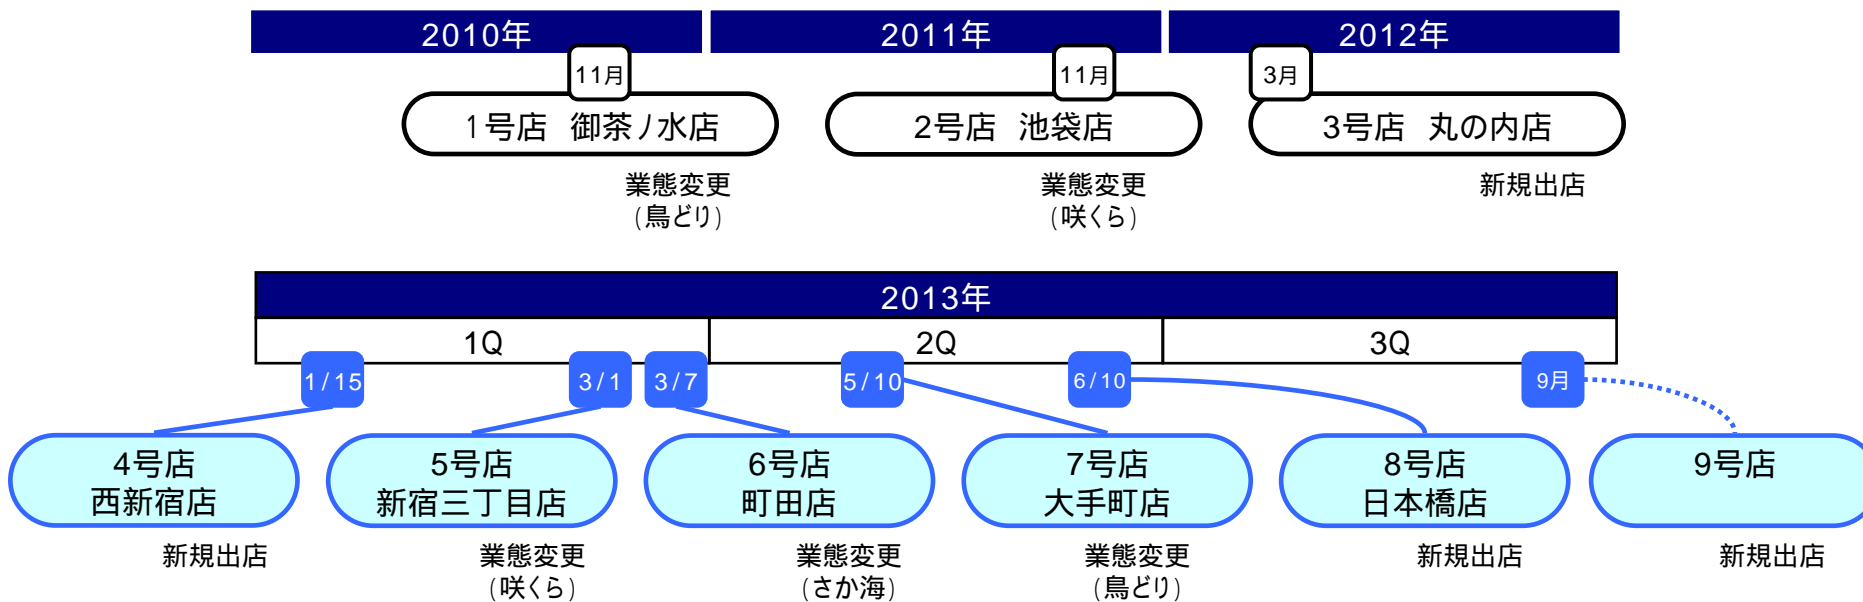 2010年 2011年 2012年
11月 11月 3月
1号店 御茶ノ水店 2号店 池袋店 3号店 丸の内店
業態変更 業態変更 新規出店
(鳥どり) (咲くら)
2013年
1Q 2Q 3Q
1/15 3/1 3/7 5/10 6/10 9月
4号店 5号店 6号店 7号店 8号店 9号店
西新宿店 新宿三丁目店 町田店 大手町店 日本橋店
新規出店 業態変更 業態変更 業態変更 新規出店 新規出店
(咲くら) (さか海) (鳥どり)